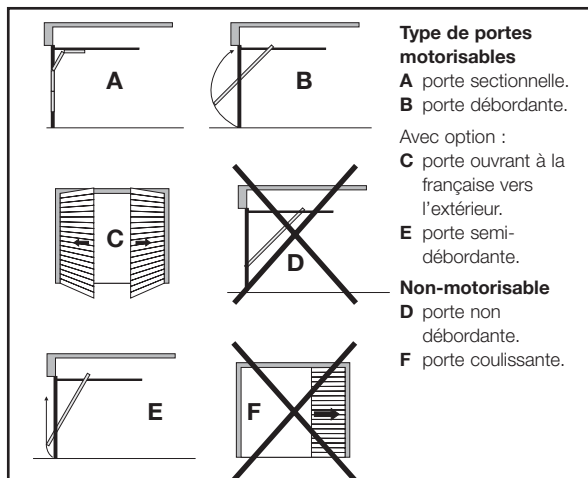 A
B
C
D
E
F
Type de portes
motorisables
A porte sectionnelle.
B porte débordante.
Avec option :
C porte ouvrant à la
française vers
l'extérieur.
E porte semi-
débordante.
Non-motorisable
D porte non
débordante.
F porte coulissante.